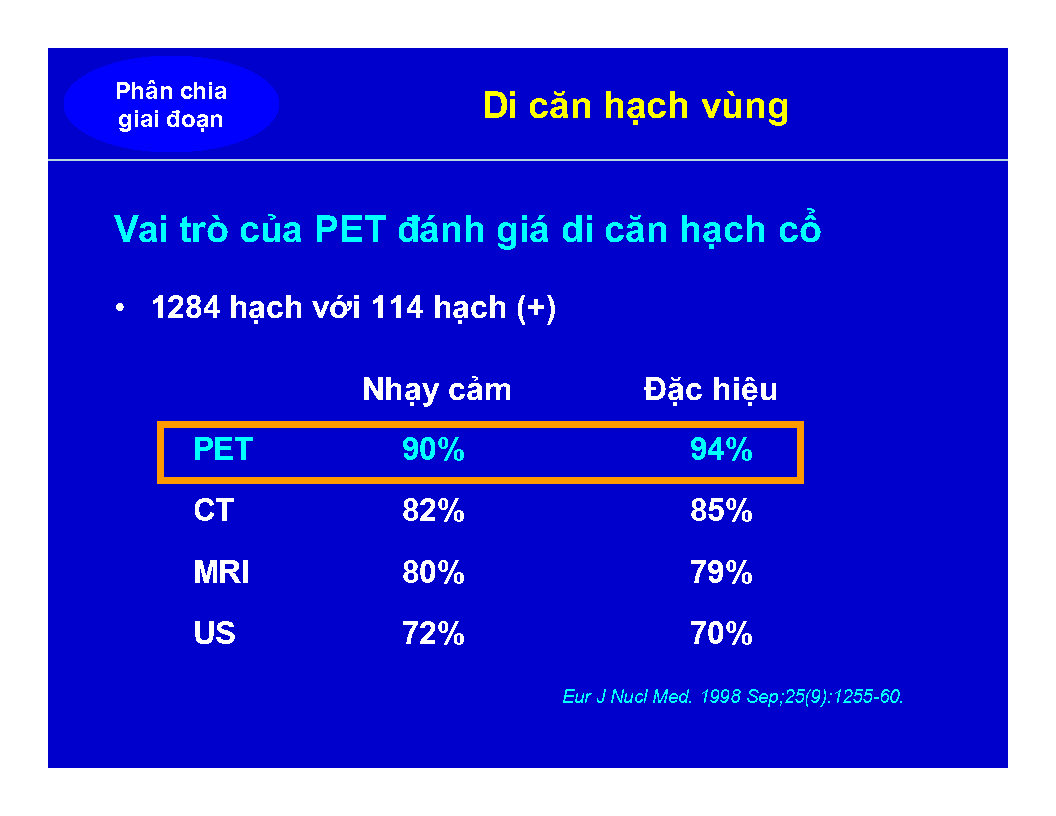 Phân chia
giai đoạn
Di căn hạch vùng
Vai trò của PET đánh giá di căn hạch cổ
• 1284 hạch với 114 hạch (+)
Nhạy cảm Đặc hiệu
PET 90% 94%
CT 82% 85%
MRI 80% 79%
US 72% 70%
Eur J Nucl Med. 1998 Sep;25(9):1255-60.